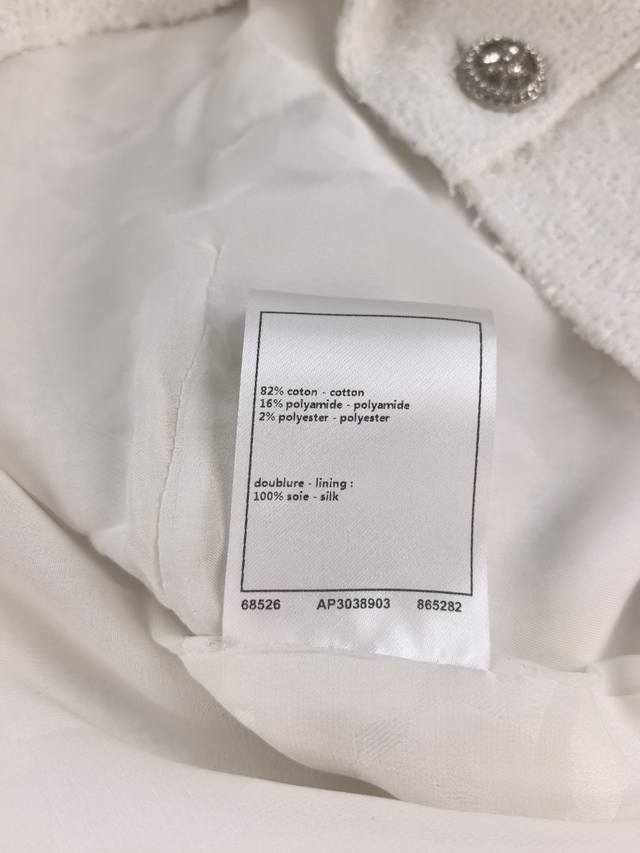 82% coton - cotton
16% polyamide - polyamide
2% polyester - polyester
doublure - lining :
100% soie - silk
68526 AP3038903 865282